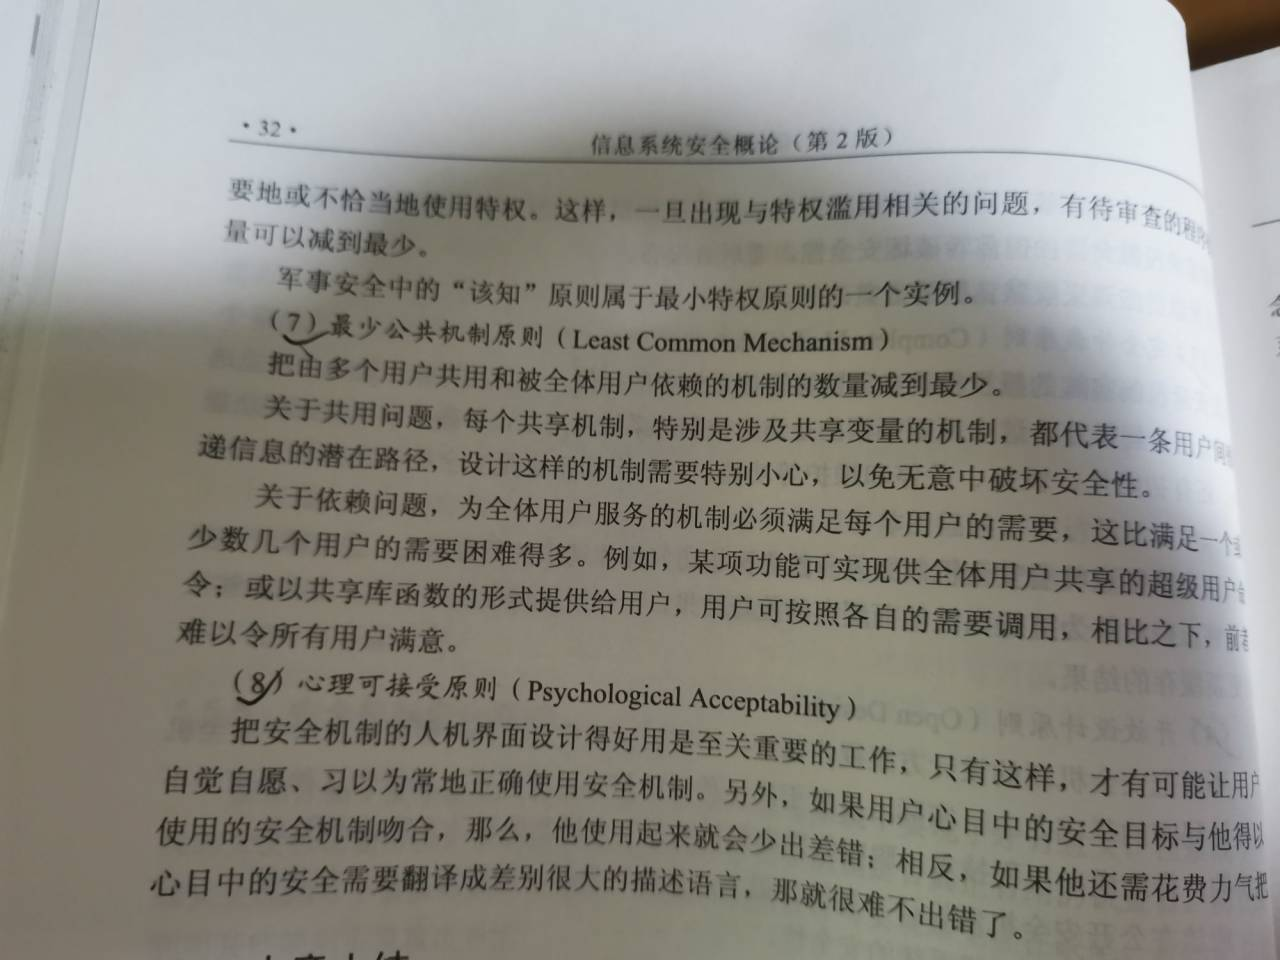 ·32·
信息系统安全概论（第2版）
要地或不恰当地使用特权。这样，一旦出现与特权滥用相关的问题，有待审查的程序
量可以减到最少。
军事安全中的“该知”原则属于最小特权原则的一个实例。
（7）最少公共机制原则（Least Common Mechanism）
把由多个用户共用和被全体用户依赖的机制的数量减到最少。
关于共用问题，每个共享机制，特别是涉及共享变量的机制，都代表一条用户间
递信息的潜在路径，设计这样的机制需要特别小心，以免无意中破坏安全性。
关于依赖问题，为全体用户服务的机制必须满足每个用户的需要，这比满足一个
少数几个用户的需要困难得多。例如，某项功能可实现供全体用户共享的超级用户
令；或以共享库函数的形式提供给用户，用户可按照各自的需要调用，相比之下，前
难以令所有用户满意。
（8）心理可接受原则（Psychological Acceptability）
把安全机制的人机界面设计得好用是至关重要的工作，只有这样，才有可能让用户
自觉自愿、习以为常地正确使用安全机制。另外，如果用户心目中的安全目标与他得以
使用的安全机制吻合，那么，他使用起来就会少出差错；相反，如果他还需花费力气把
心目中的安全需要翻译成差别很大的描述语言，那就很难不出错了。